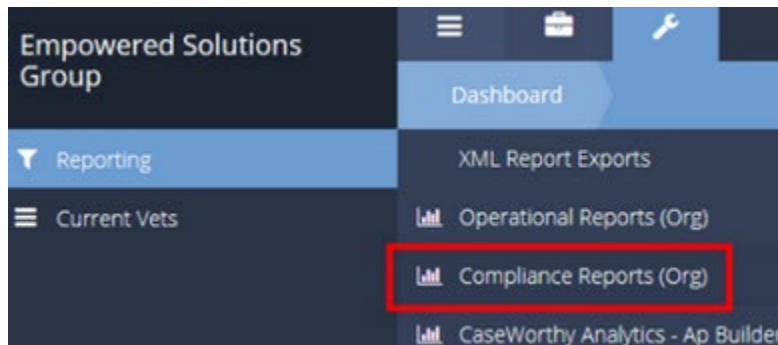 Empowered Solutions
Group
Dashboard
Reporting
XML Report Exports
Current Vets
Operational Reports (Org)
Compliance Reports (Org)
CaseWorthy Analytics - Ap Builder